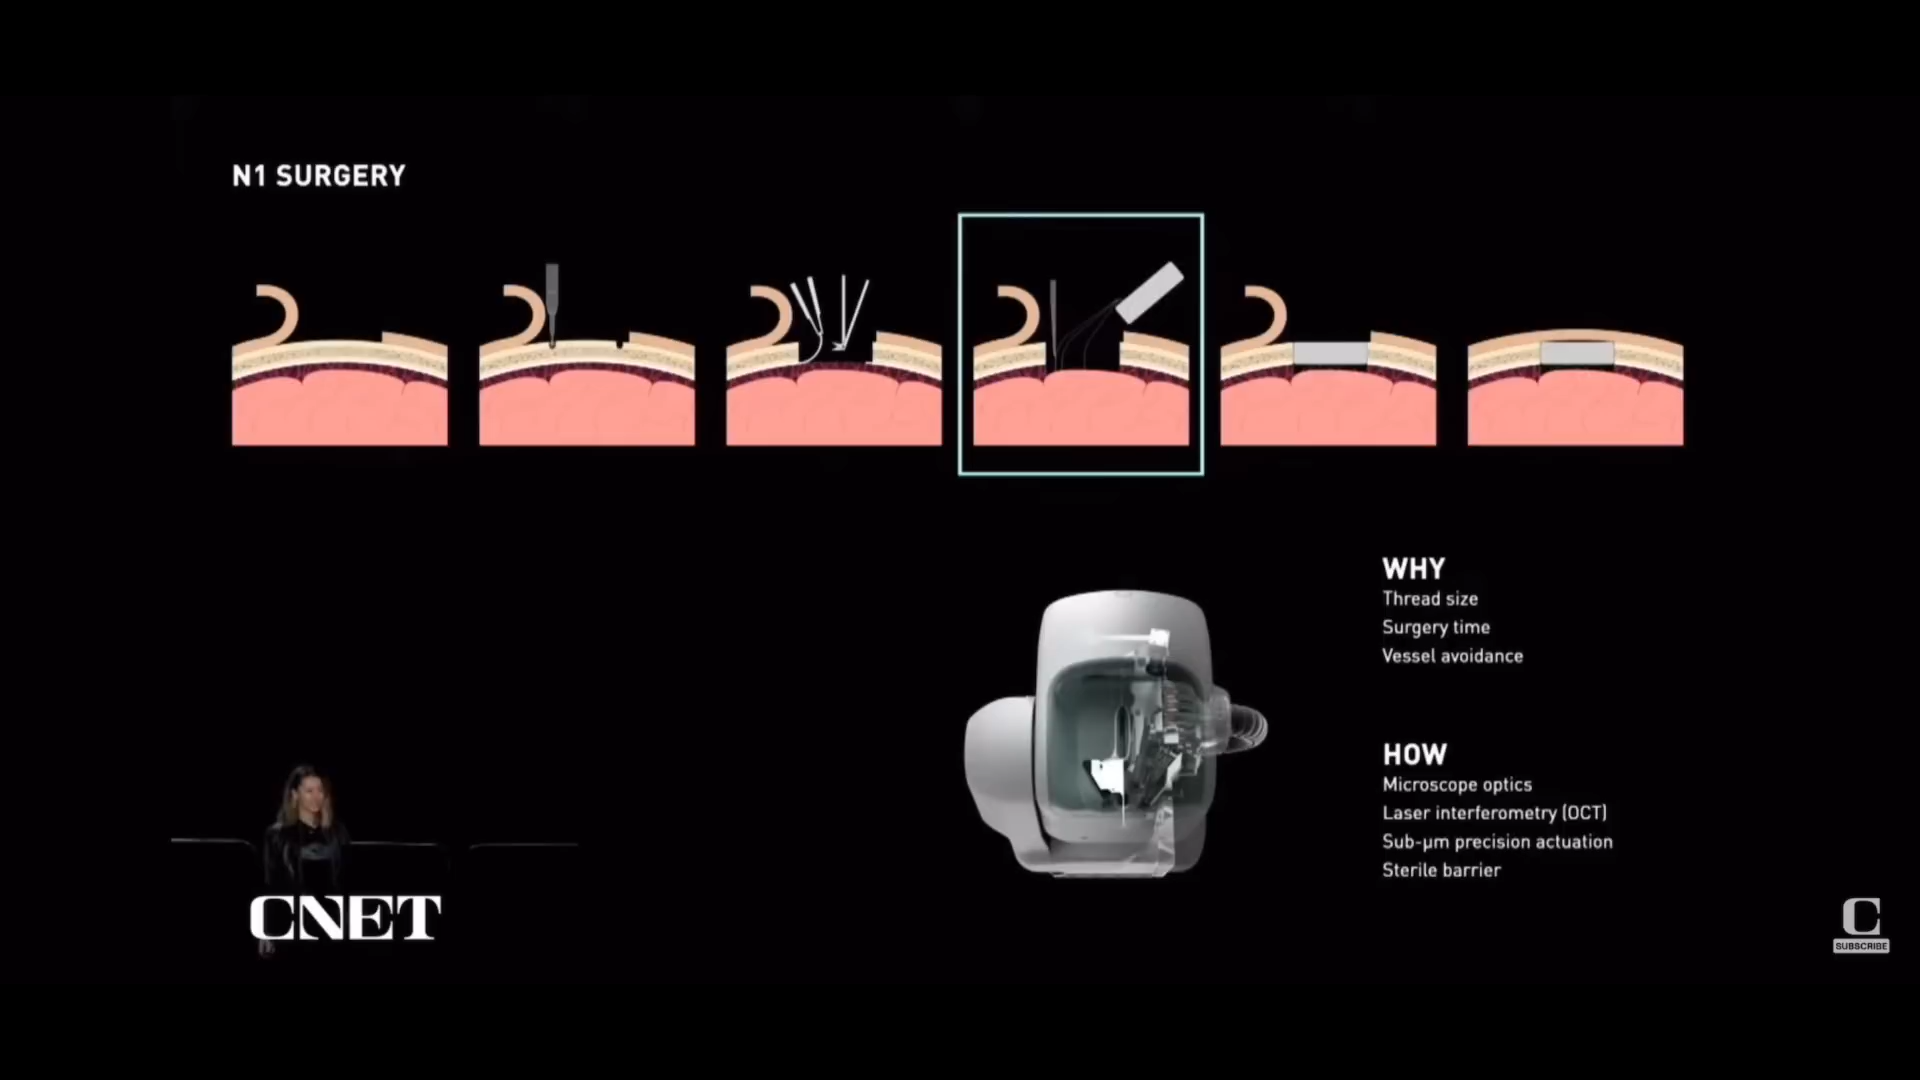 N1 SURGERY
WHY
Thread size
Surgery time
Vessel avoidance
HOW
Microscope optics
Laser interferometry (OCT)
Sub-μm precision actuation
Sterile barrier
CNET
C
SUBSCRIBE